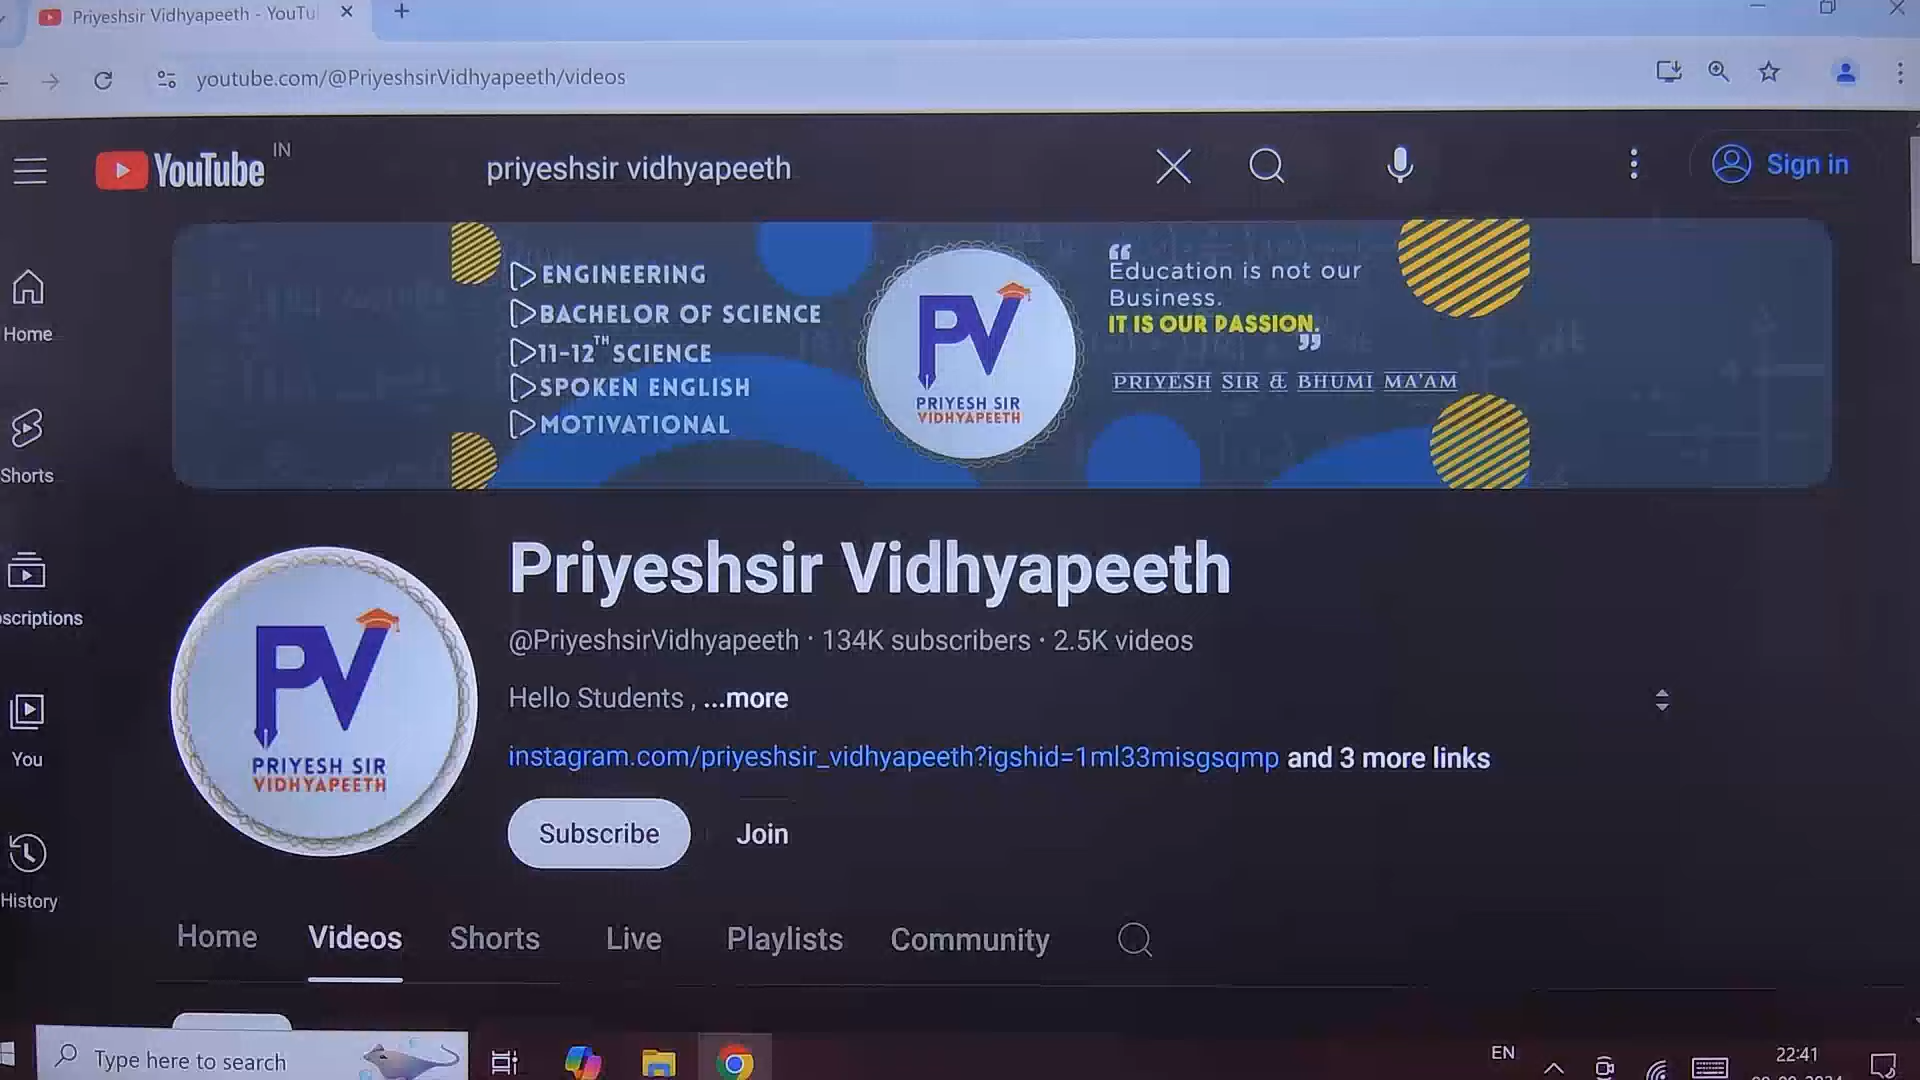 Priyeshsir Vidhyapeeth - YouTu
youtube.com/@PriyeshsirVidhyapeeth/videos
YouTube IN
priyeshsir vidhyapeeth
Sign in
ENGINEERING
BACHELOR OF SCIENCE
11-12TH SCIENCE
SPOKEN ENGLISH
MOTIVATIONAL
PV
PRIYESH SIR
VIDHYAPEETH
“Education is not our
Business.
IT IS OUR PASSION.”
PRIYESH SIR & BHUMI MA'AM
Home
Shorts
scriptions
You
History
PV
PRIYESH SIR
VIDHYAPEETH
Priyeshsir Vidhyapeeth
@PriyeshsirVidhyapeeth · 134K subscribers · 2.5K videos
Hello Students , ...more
instagram.com/priyeshsir_vidhyapeeth?igshid=1ml33misgsqmp and 3 more links
Subscribe Join
Home Videos Shorts Live Playlists Community
Type here to search
EN
22:41